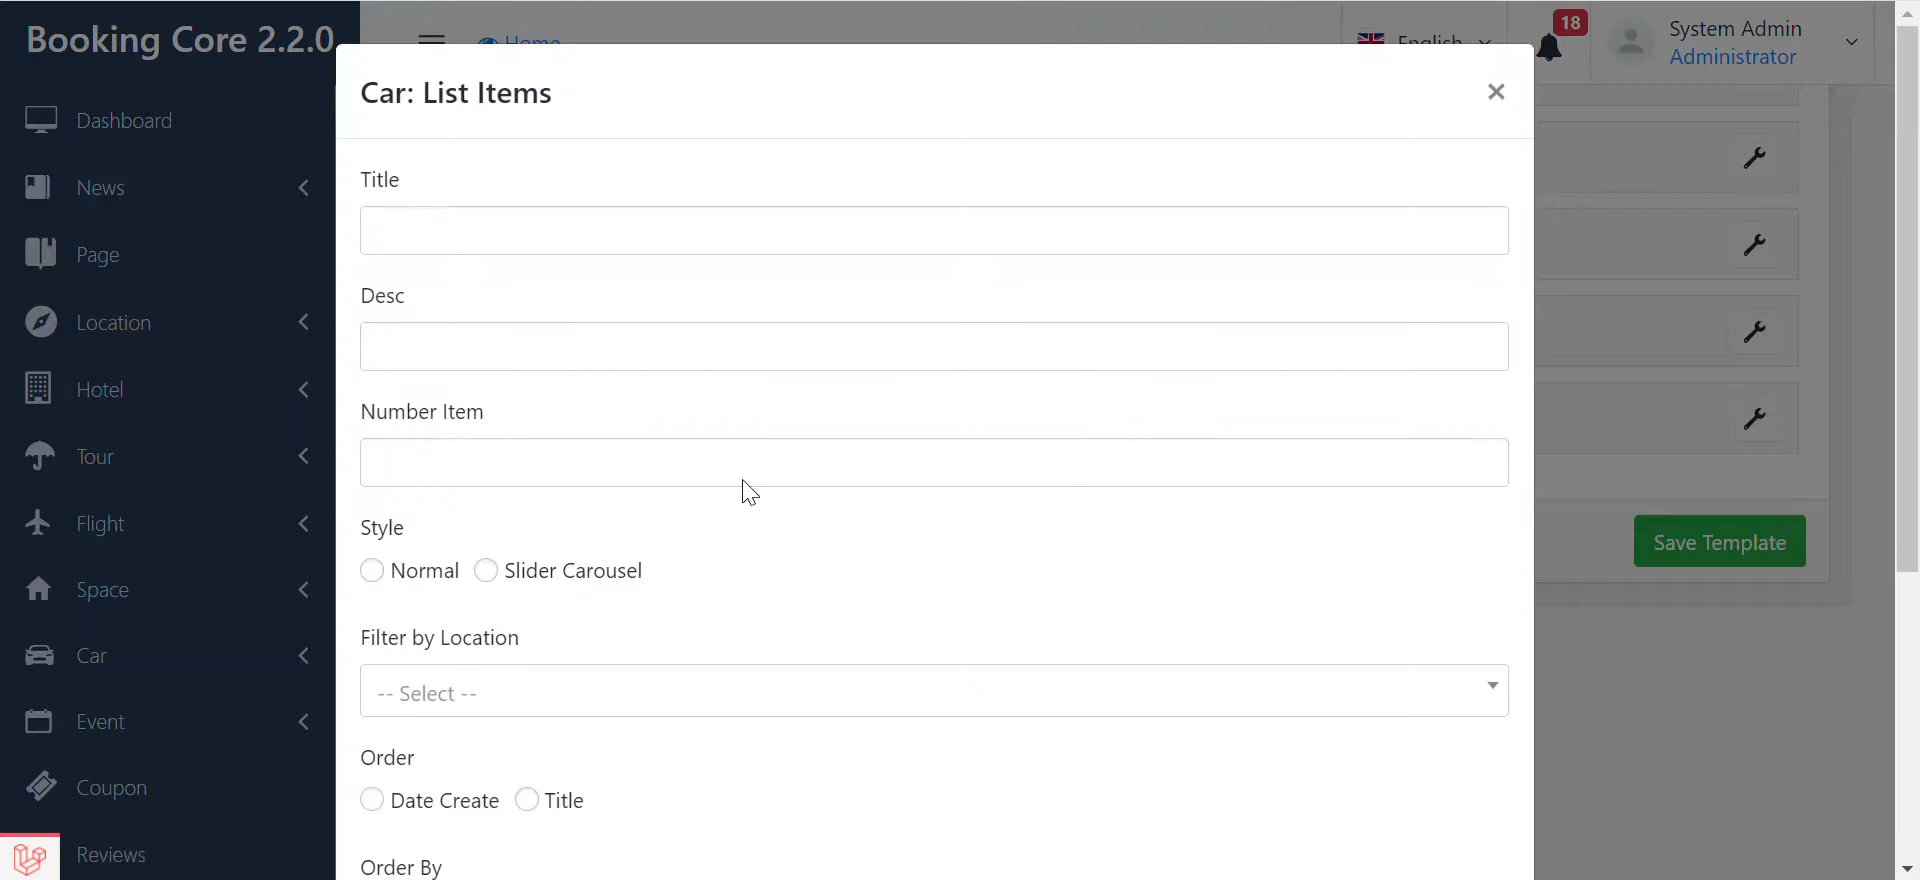 Booking Core 2.2.0
Home
English
18
System Admin
Administrator
Dashboard
News
Page
Location
Hotel
Tour
Flight
Space
Car
Event
Coupon
Reviews
Car: List Items
×
Title
Desc
Number Item
Style
Normal
Slider Carousel
Filter by Location
-- Select --
Order
Date Create
Title
Order By
Save Template